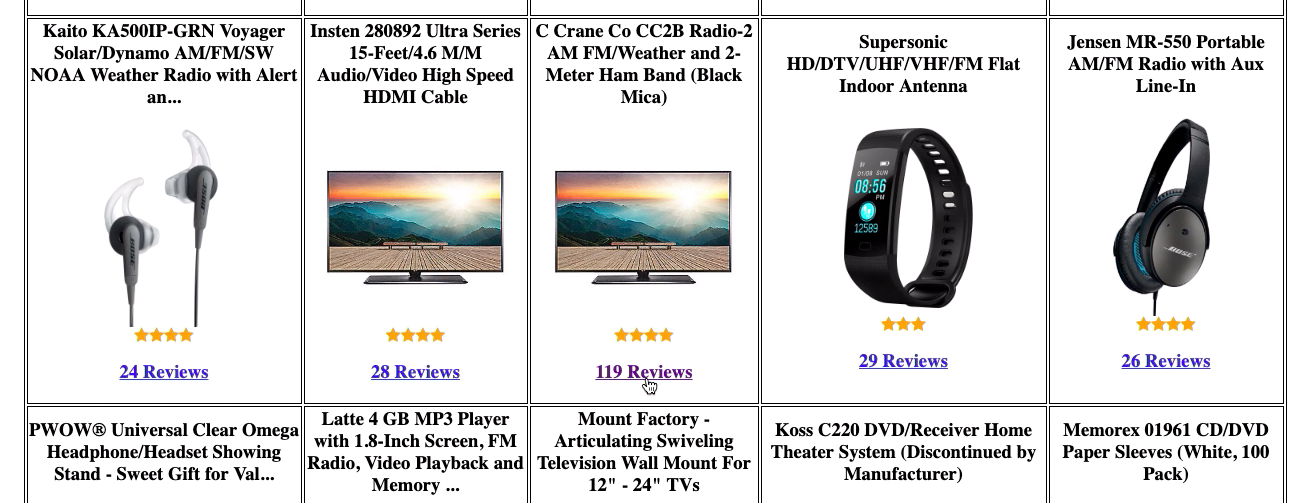 Kaito KA500IP-GRN Voyager
Solar/Dynamo AM/FM/SW
NOAA Weather Radio with Alert
an...
Insten 280892 Ultra Series
15-Feet/4.6 M/M
Audio/Video High Speed
HDMI Cable
C Crane Co CC2B Radio-2
AM FM/Weather and 2-
Meter Ham Band (Black
Mica)
Supersonic
HD/DTV/UHF/VHF/FM Flat
Indoor Antenna
Jensen MR-550 Portable
AM/FM Radio with Aux
Line-In
BOSE
BOSE
01/08 SUN
08:56
PM
12589
BOSE
24 Reviews
28 Reviews
119 Reviews
29 Reviews
26 Reviews
PWOW® Universal Clear Omega
Headphone/Headset Showing
Stand - Sweet Gift for Val...
Latte 4 GB MP3 Player
with 1.8-Inch Screen, FM
Radio, Video Playback and
Memory ...
Mount Factory -
Articulating Swiveling
Television Wall Mount For
12" - 24" TVs
Koss C220 DVD/Receiver Home
Theater System (Discontinued by
Manufacturer)
Memorex 01961 CD/DVD
Paper Sleeves (White, 100
Pack)